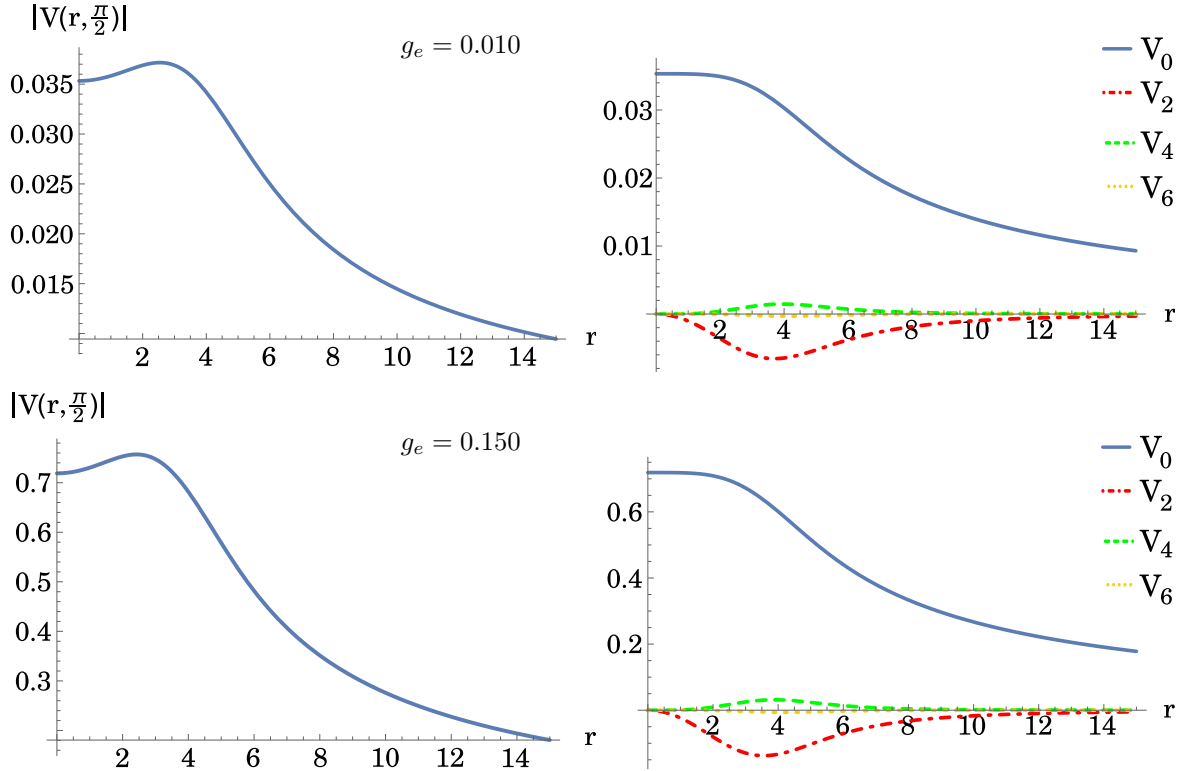 |V(r,π/2)|
g_e = 0.010
0.035
0.030
0.025
0.020
0.015
2 4 6 8 10 12 14 r
V_0
V_2
V_4
V_6
0.03
0.02
0.01
2 4 6 8 10 12 14 r
|V(r,π/2)|
g_e = 0.150
0.7
0.6
0.5
0.4
0.3
2 4 6 8 10 12 14 r
V_0
V_2
V_4
V_6
0.6
0.4
0.2
2 4 6 8 10 12 14 r